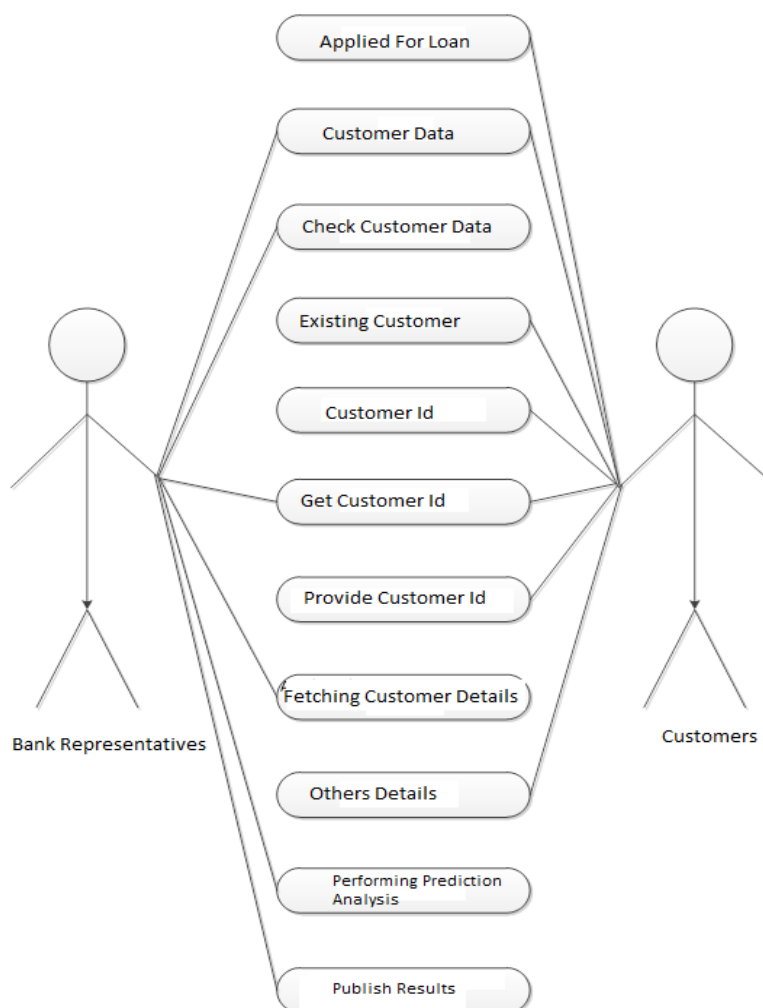 Applied For Loan
Customer Data
Check Customer Data
Existing Customer
Customer Id
Get Customer Id
Provide Customer Id
Fetching Customer Details
Bank Representatives
Customers
Others Details
Performing Prediction
Analysis
Publish Results